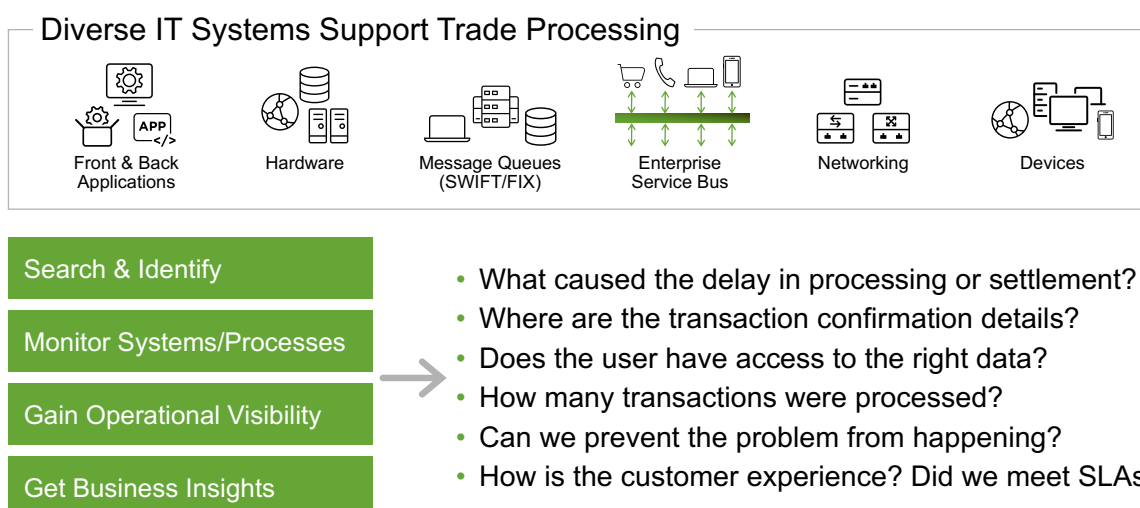 Diverse IT Systems Support Trade Processing
APP
</>
Front & Back
Applications
Hardware
Message Queues
(SWIFT/FIX)
Enterprise
Service Bus
Networking
Devices
Search & Identify
Monitor Systems/Processes
Gain Operational Visibility
Get Business Insights
• What caused the delay in processing or settlement?
• Where are the transaction confirmation details?
• Does the user have access to the right data?
• How many transactions were processed?
• Can we prevent the problem from happening?
• How is the customer experience? Did we meet SLAs